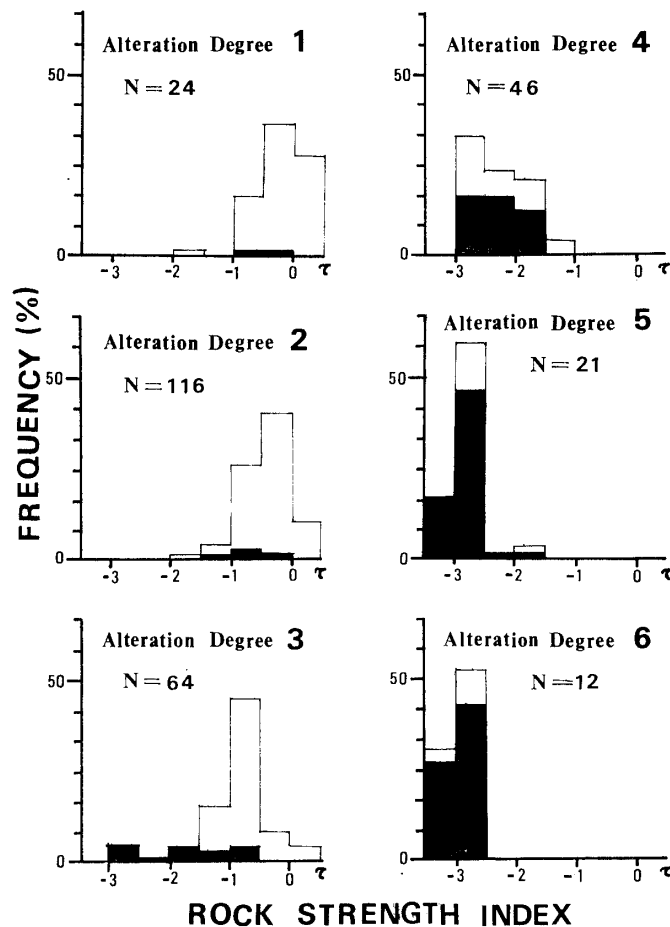 Alteration Degree 1
N = 24
50
0
-3 -2 -1 0 τ
Alteration Degree 4
N = 46
50
0
-3 -2 -1 0 τ
Alteration Degree 2
N = 116
50
0
-3 -2 -1 0 τ
Alteration Degree 5
N = 21
50
0
-3 -2 -1 0 τ
Alteration Degree 3
N = 64
50
0
-3 -2 -1 0 τ
Alteration Degree 6
N = 12
50
0
-3 -2 -1 0 τ
FREQUENCY (%)
ROCK STRENGTH INDEX